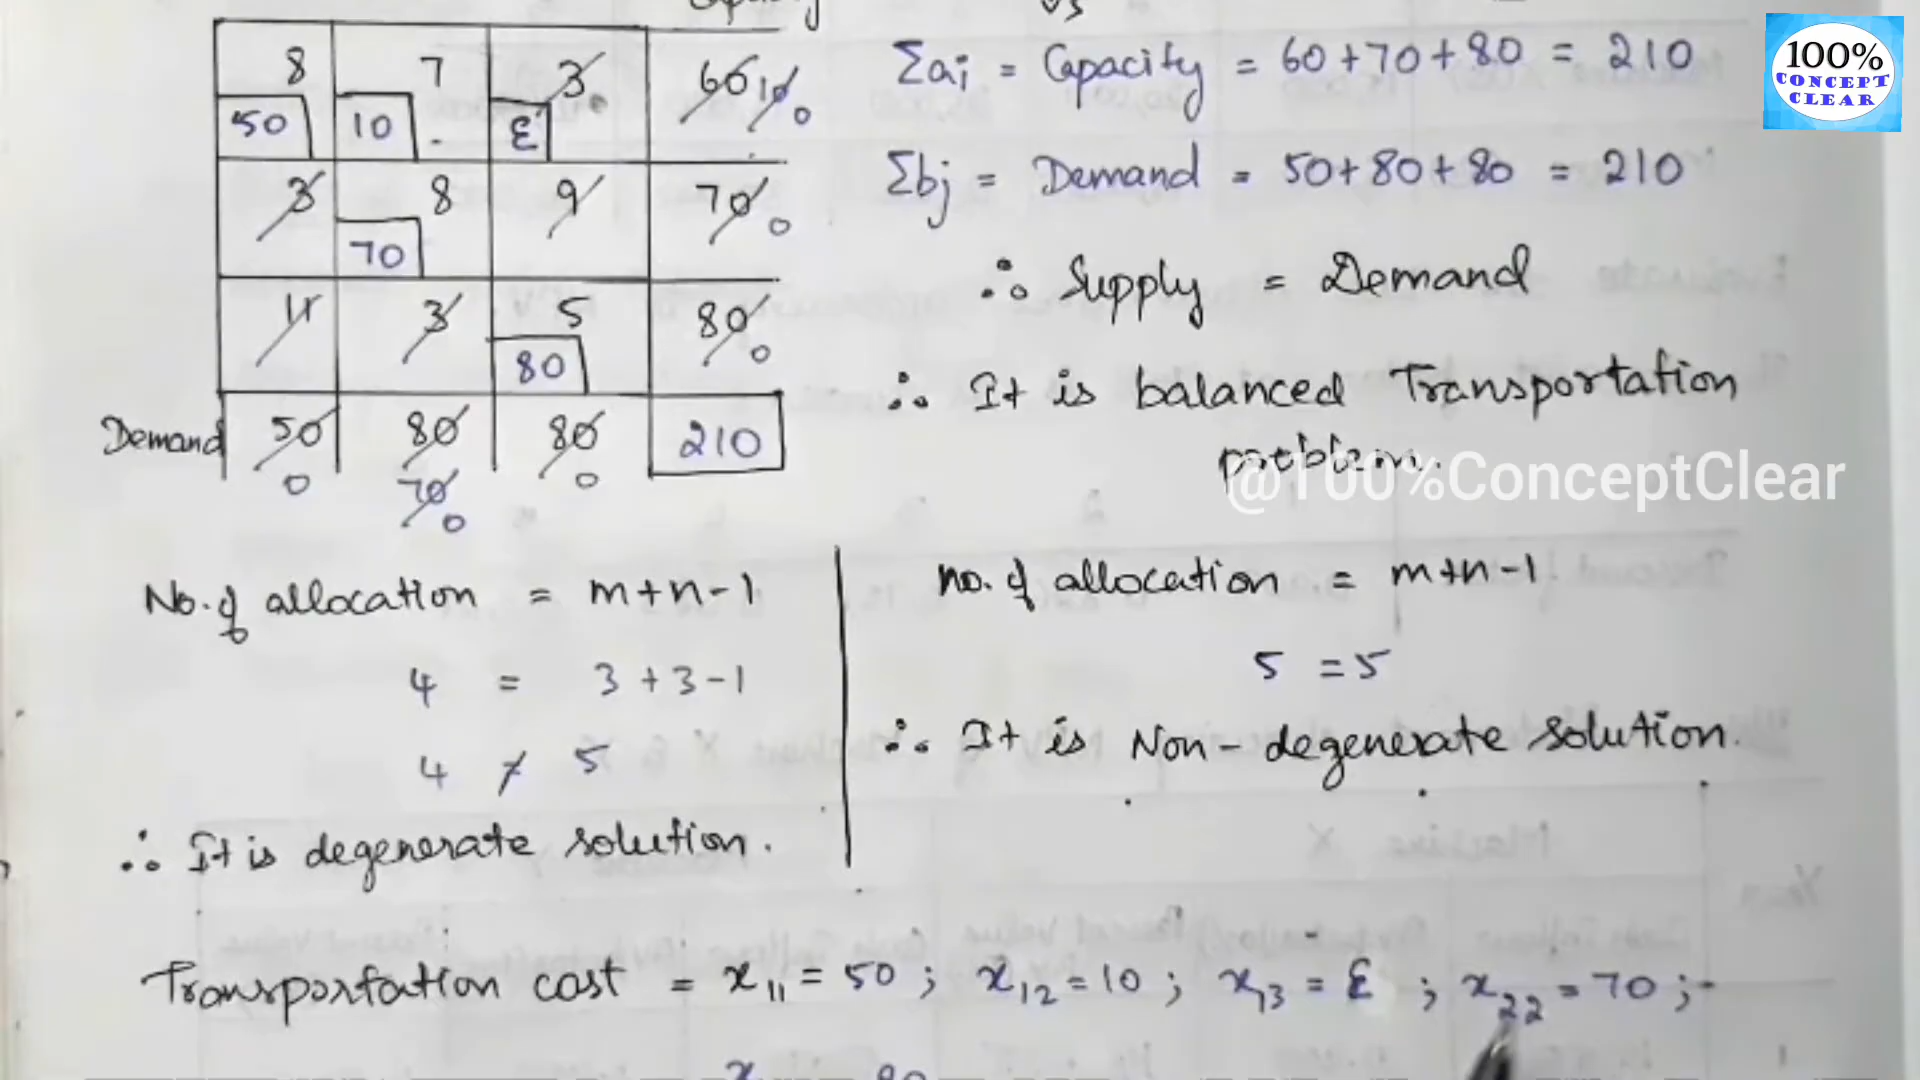 8 7 3 60 10 0
50 10 ε
3 8 9 70 0
70
11 3 5 80 0
80
Demand 50 80 80 210
0 70 0
0
Σai = Capacity = 60+70+80 = 210
Σbj = Demand = 50+80+80 = 210
∴ Supply = Demand
∴ It is balanced Transportation
problem.
No. of allocation = m+n-1
4 = 3+3-1
4 ≠ 5
∴ It is degenerate solution.
no. of allocation = m+n-1
5 = 5
∴ It is Non-degenerate solution.
Transportation cost = x11 = 50; x12 = 10; x13 = ε; x22 = 70;
100%
CONCEPT
CLEAR
@100%ConceptClear